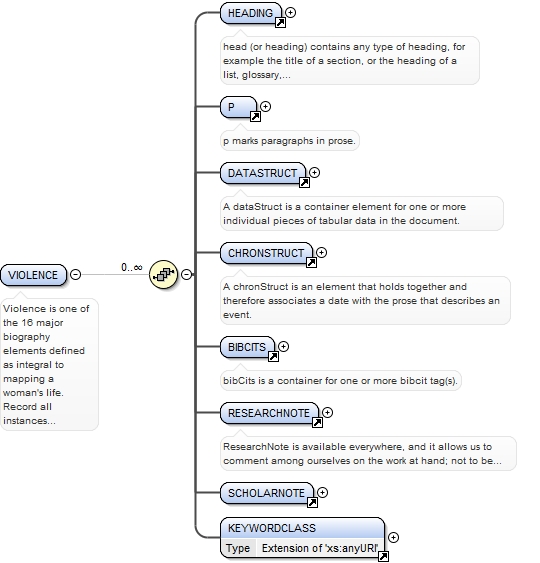 HEADING
head (or heading) contains any type of heading, for
example the title of a section, or the heading of a
list, glossary,...
P
p marks paragraphs in prose.
DATASTRUCT
A dataStruct is a container element for one or more
individual pieces of tabular data in the document.
CHRONSTRUCT
A chronStruct is an element that holds together and
therefore associates a date with the prose that describes an
event.
VIOLENCE
0..∞
Violence is one of
the 16 major
biography
elements defined
as integral to
mapping a
woman's life.
Record all
instances...
BIBCITS
bibCits is a container for one or more bibcit tag(s).
RESEARCHNOTE
ResearchNote is available everywhere, and it allows us to
comment among ourselves on the work at hand; not to be...
SCHOLARNOTE
KEYWORDCLASS
Type Extension of 'xs:anyURI'